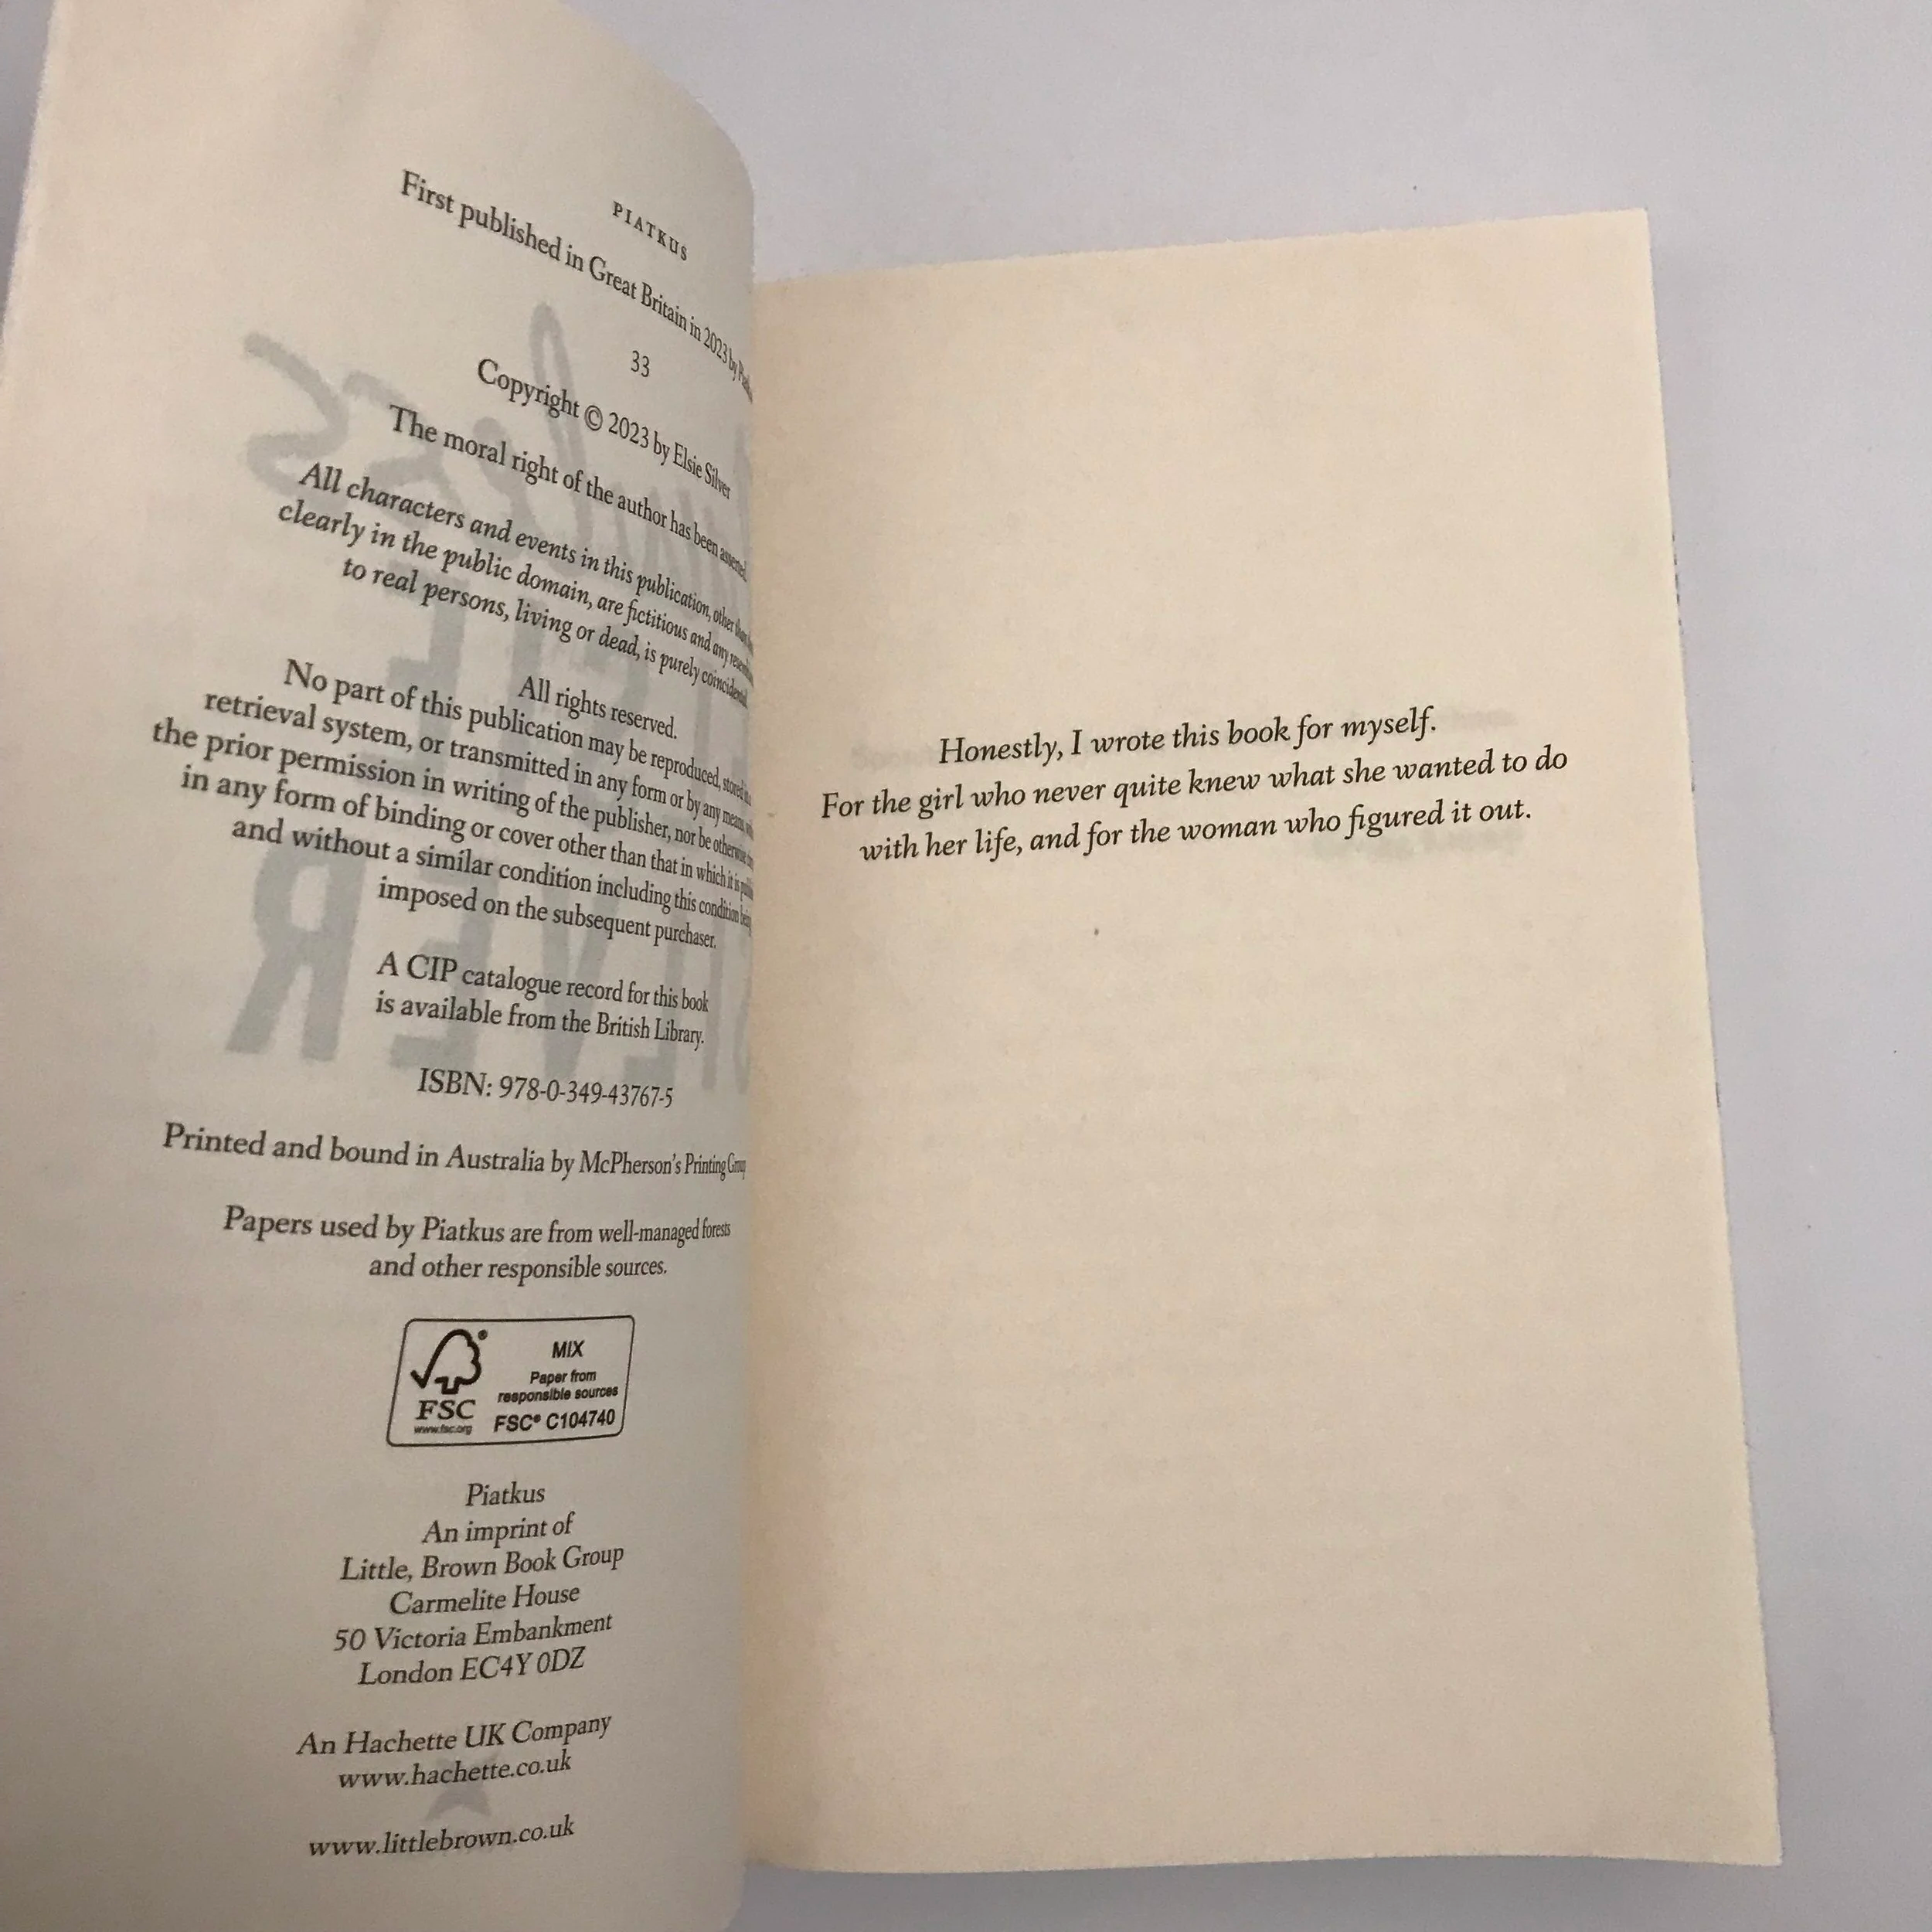 PIATKUS
First published in Great Britain in 2023 by
33
Copyright © 2023 by Elsie Silver
The moral right of the author has been asserted.
All characters and events in this publication, other than
clearly in the public domain, are fictitious and any
to real persons, living or dead, is purely coincidental.
All rights reserved.
No part of this publication may be reproduced, stored in
retrieval system, or transmitted in any form or by any means,
the prior permission in writing of the publisher, nor be otherwise
in any form of binding or cover other than that in which it is
and without a similar condition including this condition being
imposed on the subsequent purchaser.
A CIP catalogue record for this book
is available from the British Library.
ISBN: 978-0-349-43767-5
Printed and bound in Australia by McPherson's Printing Group
Papers used by Piatkus are from well-managed forests
and other responsible sources.
MIX
Paper from
responsible sources
FSC® C104740
FSC
www.fsc.org
Piatkus
An imprint of
Little, Brown Book Group
Carmelite House
50 Victoria Embankment
London EC4Y 0DZ
An Hachette UK Company
www.hachette.co.uk
www.littlebrown.co.uk
Honestly, I wrote this book for myself.
For the girl who never quite knew what she wanted to do
with her life, and for the woman who figured it out.